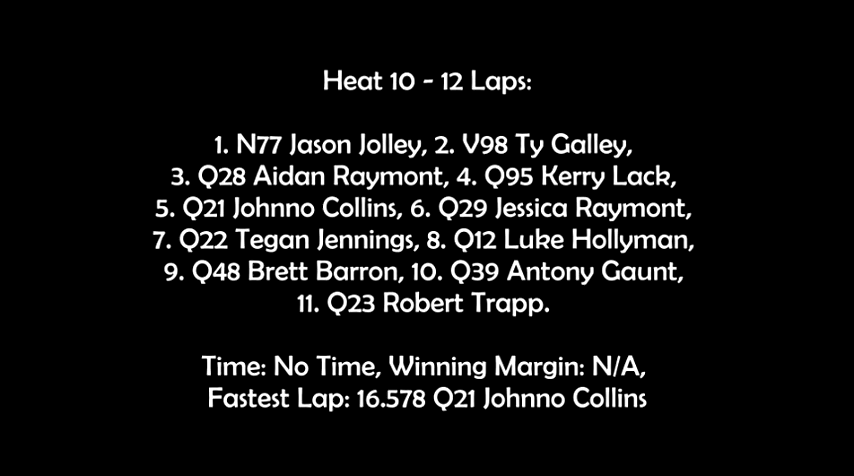 Heat 10 - 12 Laps:
1. N77 Jason Jolley, 2. V98 Ty Galley,
3. Q28 Aidan Raymont, 4. Q95 Kerry Lack,
5. Q21 Johnno Collins, 6. Q29 Jessica Raymont,
7. Q22 Tegan Jennings, 8. Q12 Luke Hollyman,
9. Q48 Brett Barron, 10. Q39 Antony Gaunt,
11. Q23 Robert Trapp.
Time: No Time, Winning Margin: N/A,
Fastest Lap: 16.578 Q21 Johnno Collins